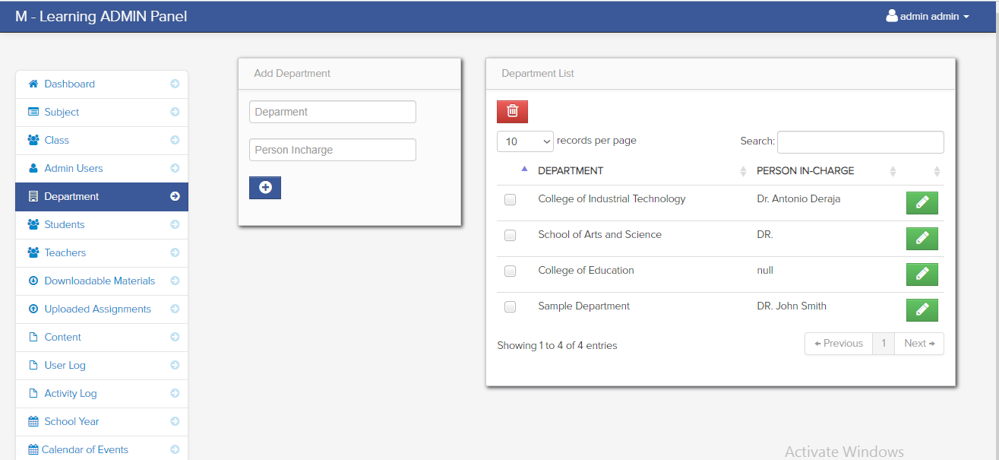 M - Learning ADMIN Panel
admin admin
Dashboard
Subject
Class
Admin Users
Department
Students
Teachers
Downloadable Materials
Uploaded Assignments
Content
User Log
Activity Log
School Year
Calendar of Events
Add Department
Deparment
Person Incharge
Department List
10 records per page Search:
DEPARTMENT PERSON IN-CHARGE
College of Industrial Technology Dr. Antonio Deraja
School of Arts and Science DR.
College of Education null
Sample Department DR. John Smith
Showing 1 to 4 of 4 entries
← Previous 1 Next →
Activate Windows